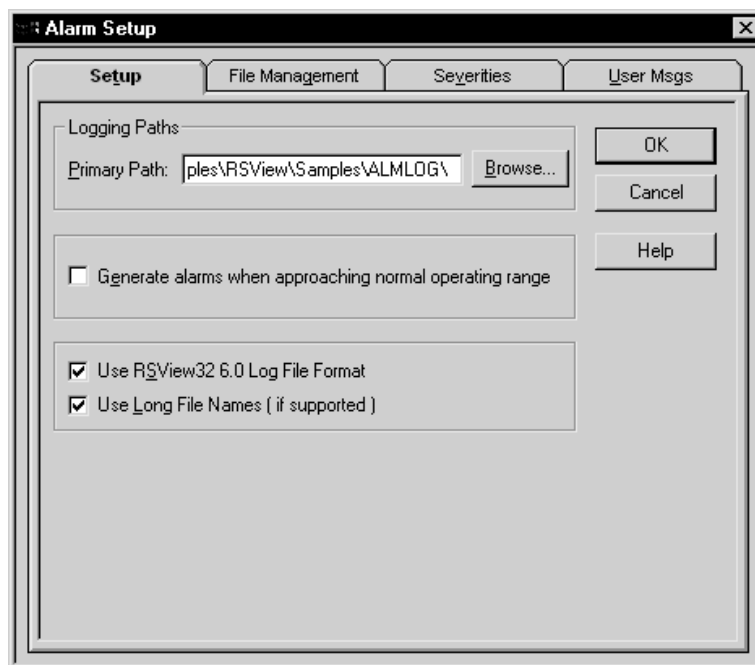 Alarm Setup
Setup File Management Severities User Msgs
Logging Paths
Primary Path: ples\RSView\Samples\ALMLOG\ Browse...
OK
Cancel
Help
Generate alarms when approaching normal operating range
Use RSView32 6.0 Log File Format
Use Long File Names ( if supported )